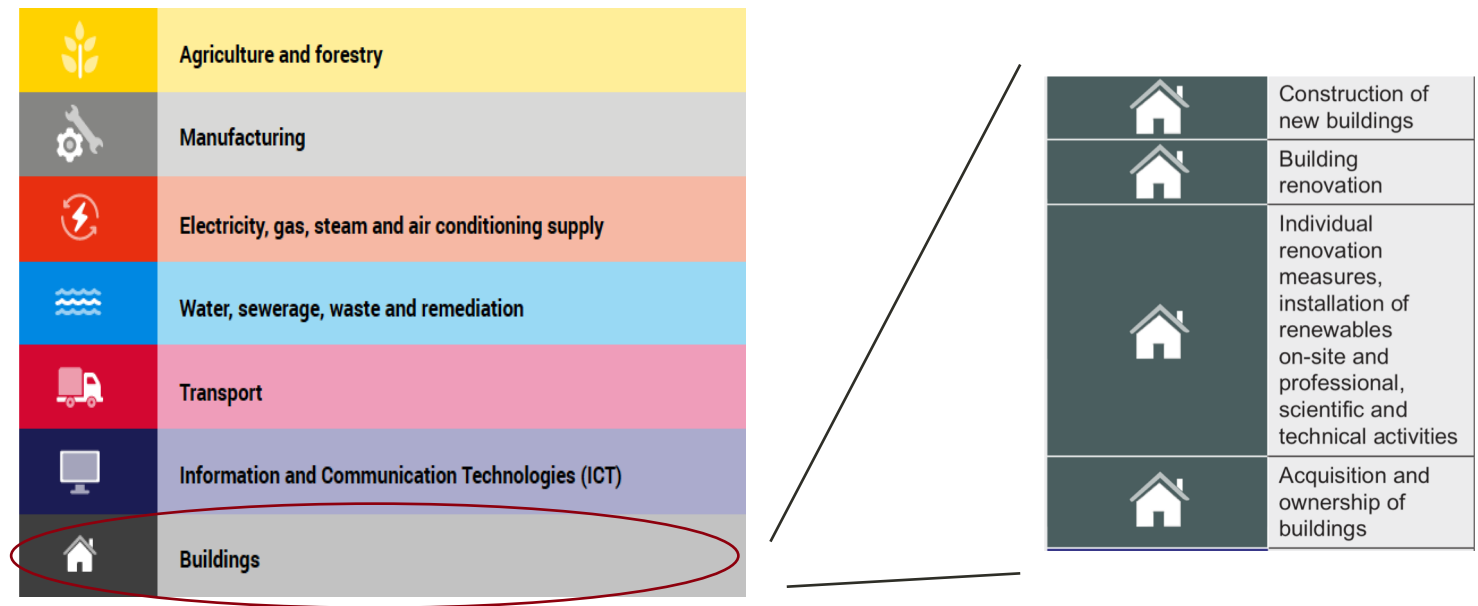 Agriculture and forestry
Manufacturing
Electricity, gas, steam and air conditioning supply
Water, sewerage, waste and remediation
Transport
Information and Communication Technologies (ICT)
Buildings
Construction of
new buildings
Building
renovation
Individual
renovation
measures,
installation of
renewables
on-site and
professional,
scientific and
technical activities
Acquisition and
ownership of
buildings